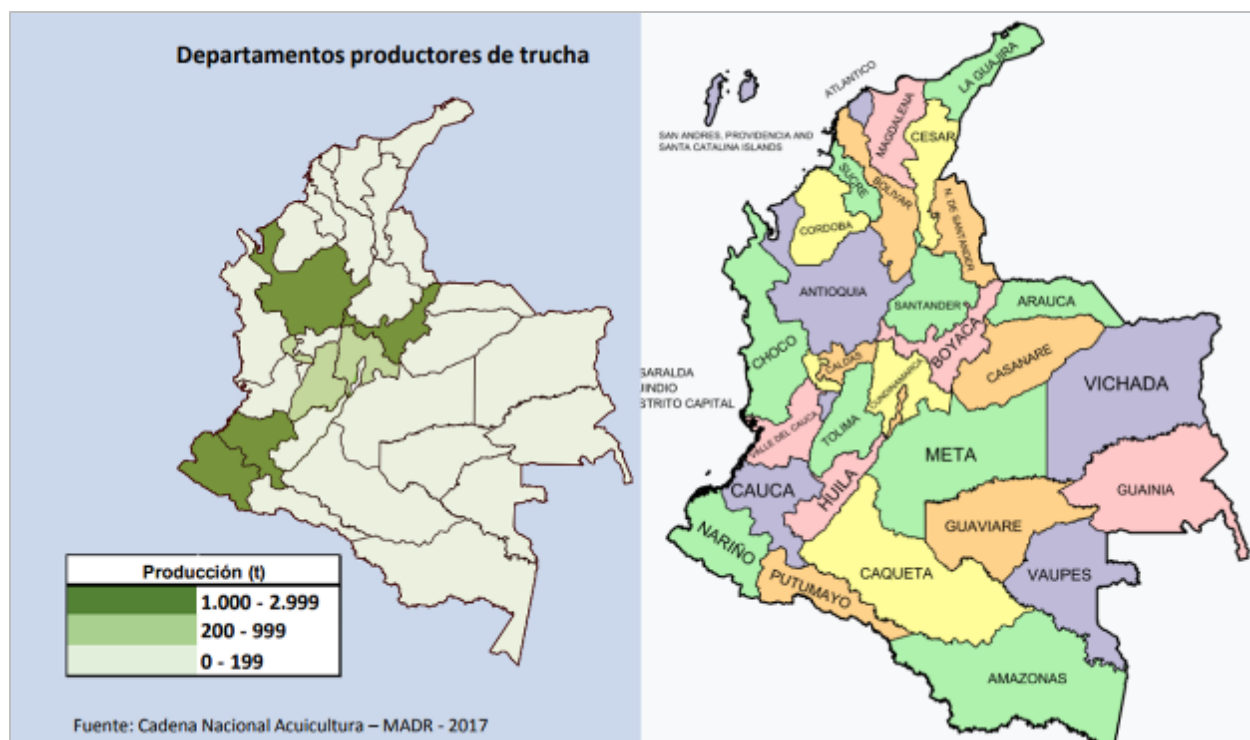 Departamentos productores de trucha
Producción (t)
1.000 - 2.999
200 - 999
0 - 199
Fuente: Cadena Nacional Acuicultura – MADR - 2017
SAN ANDRES, PROVIDENCIA AND
SANTA CATALINA ISLANDS
ATLANTICO
LA GUAJIRA
MAGDALENA
CESAR
SUCRE
BOLIVAR
N. DE SANTANDER
CORDOBA
ANTIOQUIA
SANTANDER
ARAUCA
CHOCO
BOYACA
CALDAS
CASANARE
SARALDA
INDIO
STRITO CAPITAL
CUNDINAMARCA
VICHADA
VALLE DEL CAUCA
TOLIMA
META
CAUCA
HUILA
GUAINIA
NARIÑO
GUAVIARE
CAQUETA
VAUPES
PUTUMAYO
AMAZONAS